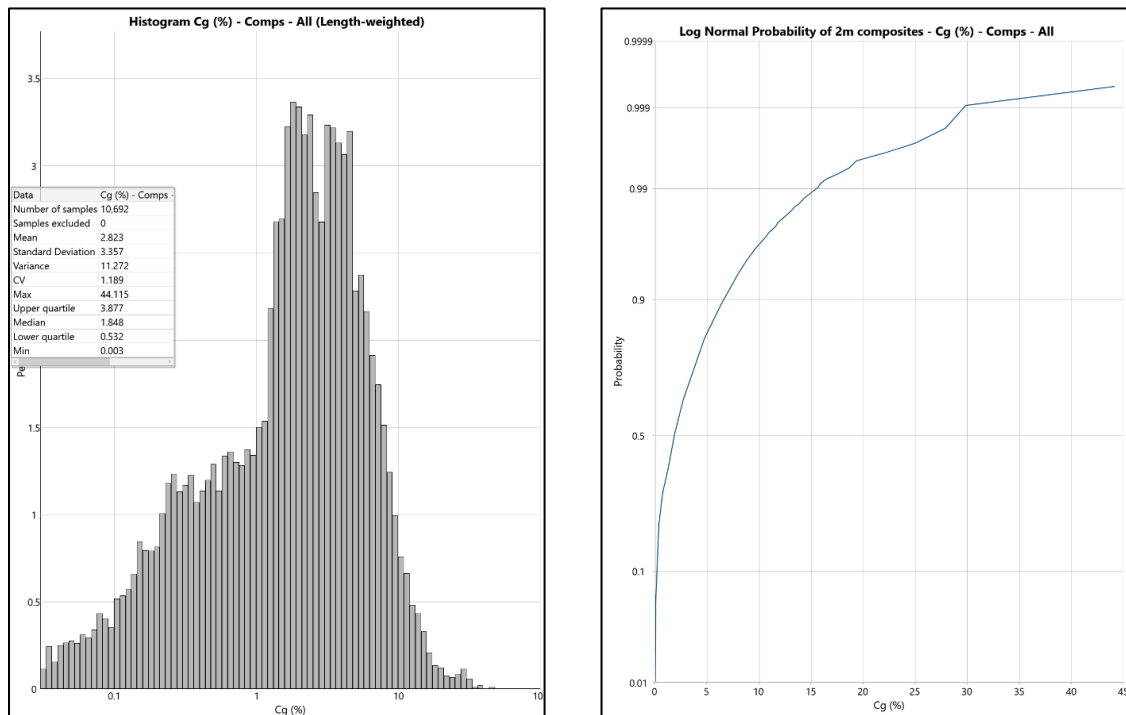 Histogram Cg (%) - Comps - All (Length-weighted)
3.5
3
Data Cg (%) - Comps -
Number of samples 10,692
Samples excluded 0
Mean 2.823
Standard Deviation 3.357
Variance 11.272
CV 1.189
Max 44.115
Upper quartile 3.877
Median 1.848
Lower quartile 0.532
Min 0.003
Pe
1.5
1
0.5
0
0.1 1 10 10
Cg (%)
Log Normal Probability of 2m composites - Cg (%) - Comps - All
0.9999
0.999
0.99
0.9
Probability
0.5
0.1
0.01
0 5 10 15 20 25 30 35 40 45
Cg (%)